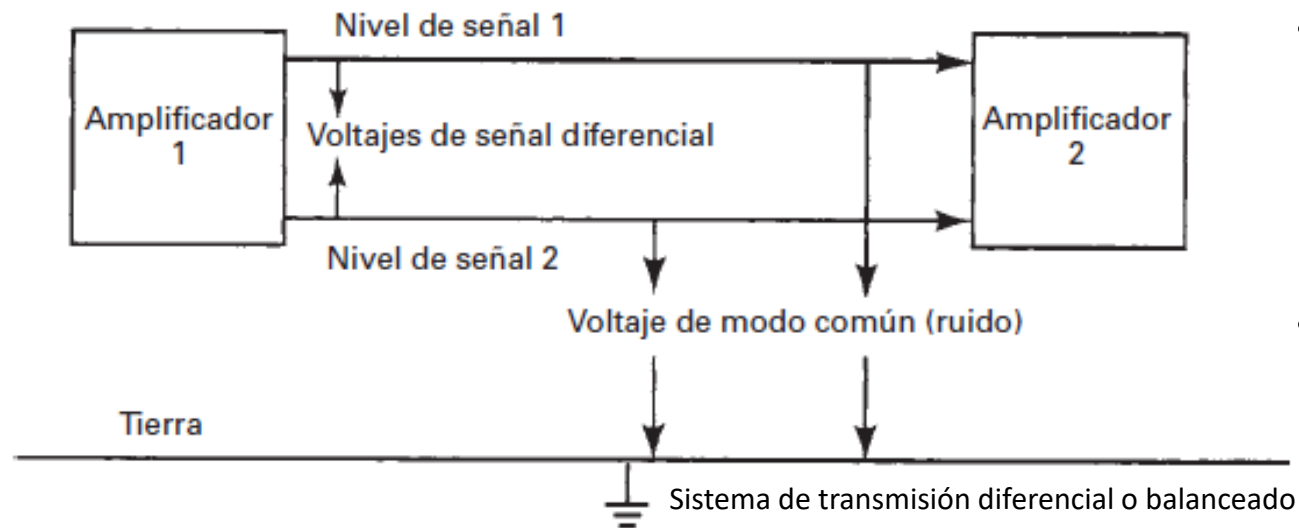 Nivel de señal 1
Amplificador
1
Voltajes de señal diferencial
Amplificador
2
Nivel de señal 2
Voltaje de modo común (ruido)
Tierra
Sistema de transmisión diferencial o balanceado